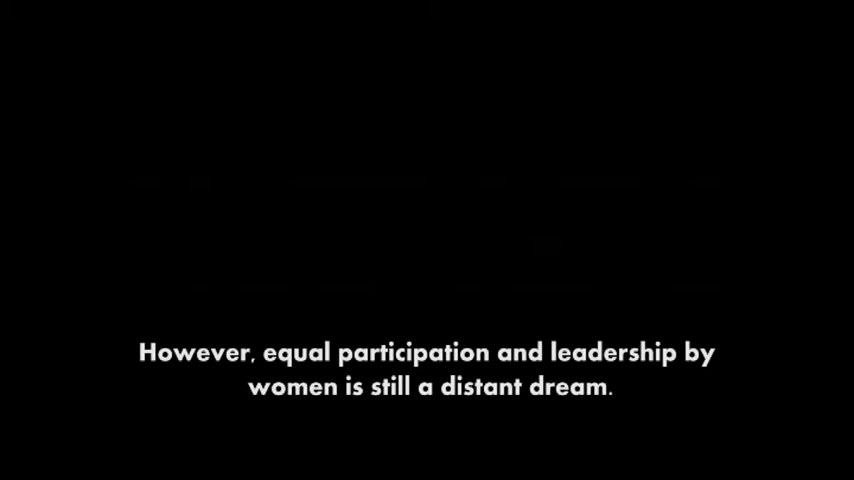 However, equal participation and leadership by
women is still a distant dream.